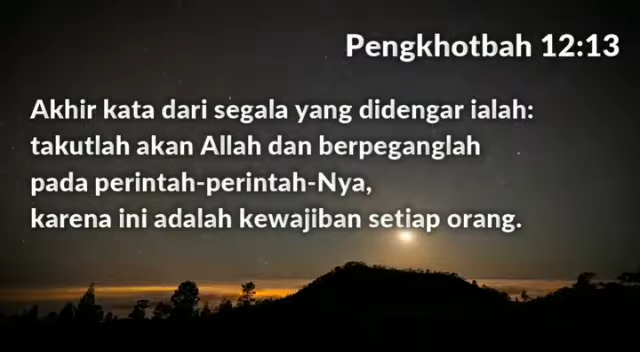 Pengkhotbah 12:13
Akhir kata dari segala yang didengar ialah:
takutlah akan Allah dan berpeganglah
pada perintah-perintah-Nya,
karena ini adalah kewajiban setiap orang.